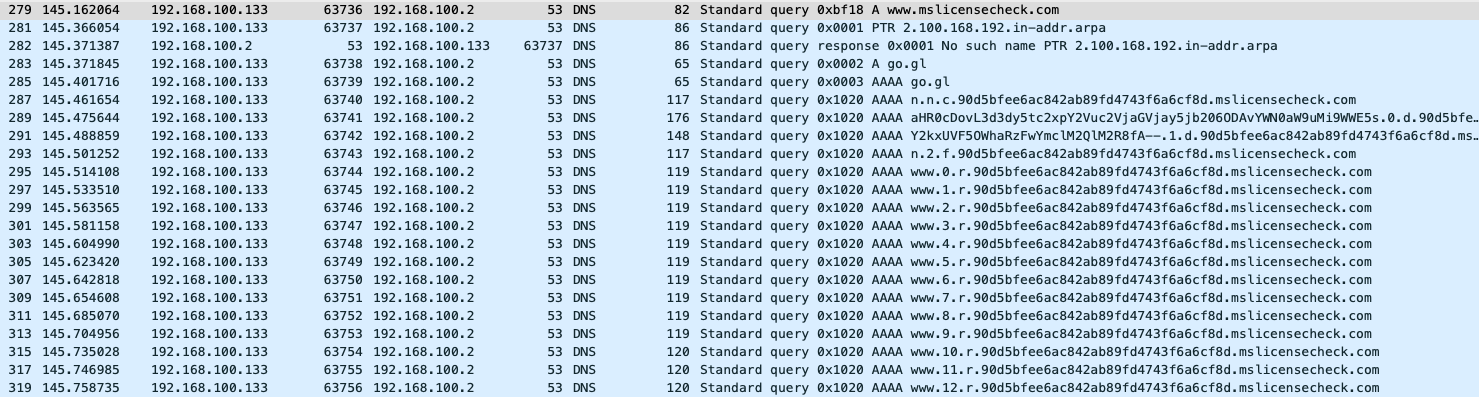 279 145.162064 192.168.100.133 63736 192.168.100.2 53 DNS 82 Standard query 0xbf18 A www.mslicensecheck.com
281 145.366054 192.168.100.133 63737 192.168.100.2 53 DNS 86 Standard query 0x0001 PTR 2.100.168.192.in-addr.arpa
282 145.371387 192.168.100.2 53 192.168.100.133 63737 DNS 86 Standard query response 0x0001 No such name PTR 2.100.168.192.in-addr.arpa
283 145.371845 192.168.100.133 63738 192.168.100.2 53 DNS 65 Standard query 0x0002 A go.gl
285 145.401716 192.168.100.133 63739 192.168.100.2 53 DNS 65 Standard query 0x0003 AAAA go.gl
287 145.461654 192.168.100.133 63740 192.168.100.2 53 DNS 117 Standard query 0x1020 AAAA n.n.c.90d5bfee6ac842ab89fd4743f6a6cf8d.mslicensecheck.com
289 145.475644 192.168.100.133 63741 192.168.100.2 53 DNS 176 Standard query 0x1020 AAAA aHR0cDovL3d3dy5tc2xpY2Vuc2VjaGVjay5jb206ODAvYWN0aW9uMi9WWE5s.0.d.90d5bfe…
291 145.488859 192.168.100.133 63742 192.168.100.2 53 DNS 148 Standard query 0x1020 AAAA Y2kxUVF5OWhaRzFwYmclM2QlM2R8fA--.1.d.90d5bfee6ac842ab89fd4743f6a6cf8d.ms…
293 145.501252 192.168.100.133 63743 192.168.100.2 53 DNS 117 Standard query 0x1020 AAAA n.2.f.90d5bfee6ac842ab89fd4743f6a6cf8d.mslicensecheck.com
295 145.514108 192.168.100.133 63744 192.168.100.2 53 DNS 119 Standard query 0x1020 AAAA www.0.r.90d5bfee6ac842ab89fd4743f6a6cf8d.mslicensecheck.com
297 145.533510 192.168.100.133 63745 192.168.100.2 53 DNS 119 Standard query 0x1020 AAAA www.1.r.90d5bfee6ac842ab89fd4743f6a6cf8d.mslicensecheck.com
299 145.563565 192.168.100.133 63746 192.168.100.2 53 DNS 119 Standard query 0x1020 AAAA www.2.r.90d5bfee6ac842ab89fd4743f6a6cf8d.mslicensecheck.com
301 145.581158 192.168.100.133 63747 192.168.100.2 53 DNS 119 Standard query 0x1020 AAAA www.3.r.90d5bfee6ac842ab89fd4743f6a6cf8d.mslicensecheck.com
303 145.604990 192.168.100.133 63748 192.168.100.2 53 DNS 119 Standard query 0x1020 AAAA www.4.r.90d5bfee6ac842ab89fd4743f6a6cf8d.mslicensecheck.com
305 145.623420 192.168.100.133 63749 192.168.100.2 53 DNS 119 Standard query 0x1020 AAAA www.5.r.90d5bfee6ac842ab89fd4743f6a6cf8d.mslicensecheck.com
307 145.642818 192.168.100.133 63750 192.168.100.2 53 DNS 119 Standard query 0x1020 AAAA www.6.r.90d5bfee6ac842ab89fd4743f6a6cf8d.mslicensecheck.com
309 145.654608 192.168.100.133 63751 192.168.100.2 53 DNS 119 Standard query 0x1020 AAAA www.7.r.90d5bfee6ac842ab89fd4743f6a6cf8d.mslicensecheck.com
311 145.685070 192.168.100.133 63752 192.168.100.2 53 DNS 119 Standard query 0x1020 AAAA www.8.r.90d5bfee6ac842ab89fd4743f6a6cf8d.mslicensecheck.com
313 145.704956 192.168.100.133 63753 192.168.100.2 53 DNS 119 Standard query 0x1020 AAAA www.9.r.90d5bfee6ac842ab89fd4743f6a6cf8d.mslicensecheck.com
315 145.735028 192.168.100.133 63754 192.168.100.2 53 DNS 120 Standard query 0x1020 AAAA www.10.r.90d5bfee6ac842ab89fd4743f6a6cf8d.mslicensecheck.com
317 145.746985 192.168.100.133 63755 192.168.100.2 53 DNS 120 Standard query 0x1020 AAAA www.11.r.90d5bfee6ac842ab89fd4743f6a6cf8d.mslicensecheck.com
319 145.758735 192.168.100.133 63756 192.168.100.2 53 DNS 120 Standard query 0x1020 AAAA www.12.r.90d5bfee6ac842ab89fd4743f6a6cf8d.mslicensecheck.com